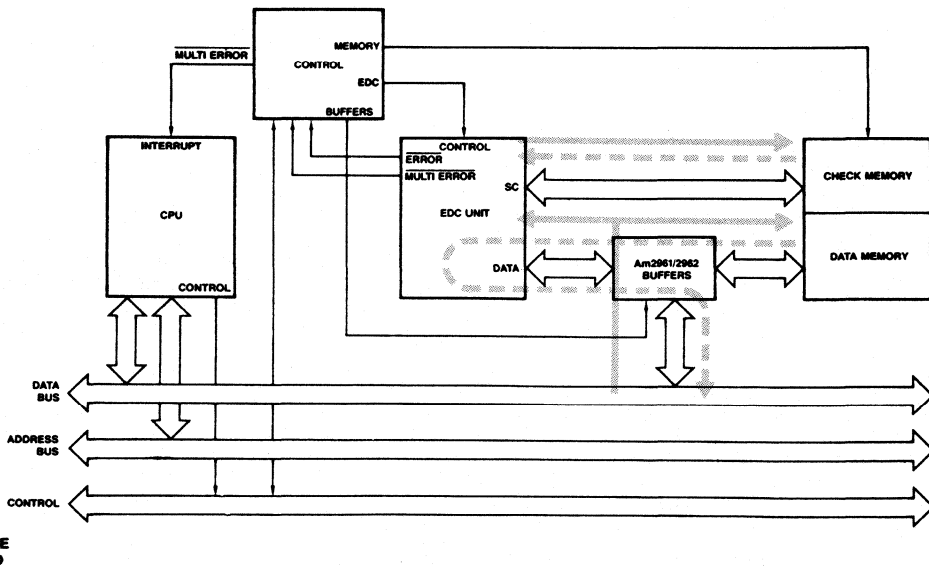 MULTI ERROR
MEMORY
CONTROL
EDC
BUFFERS
INTERRUPT
CPU
CONTROL
CONTROL
ERROR
MULTI ERROR
SC
EDC UNIT
DATA
CHECK MEMORY
DATA MEMORY
Am2961/2962
BUFFERS
DATA
BUS
ADDRESS
BUS
CONTROL
E